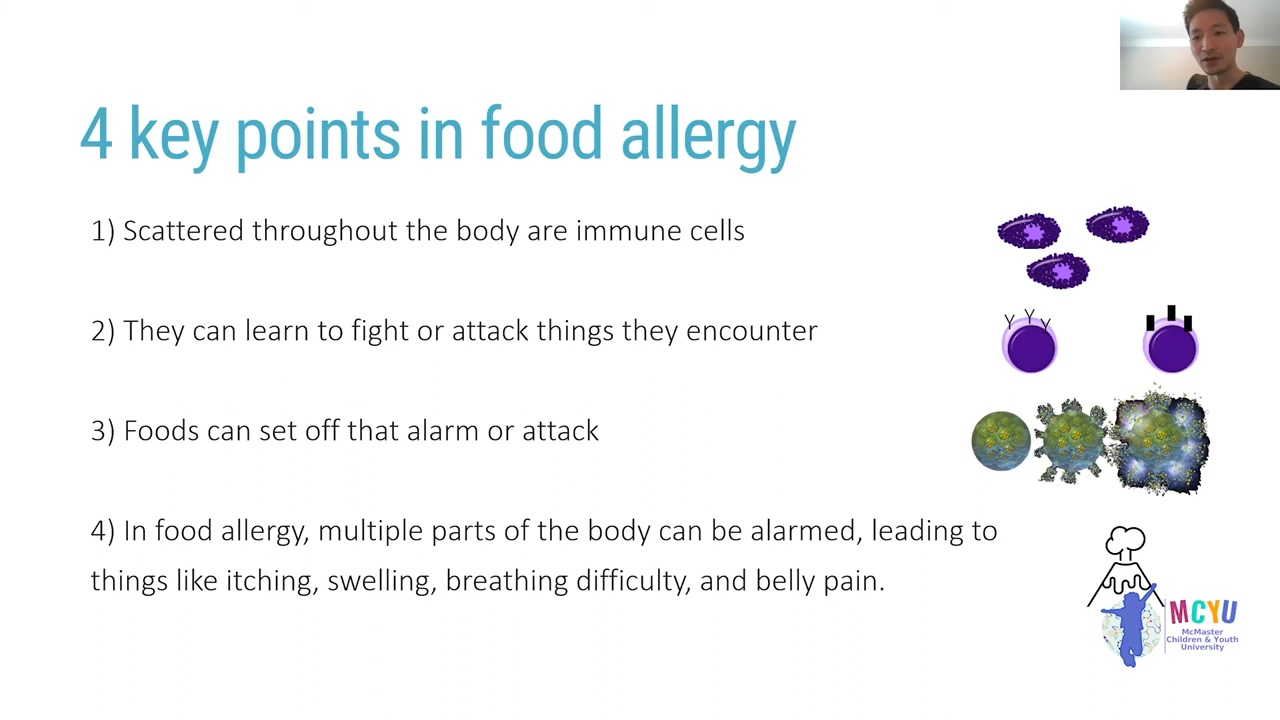 4 key points in food allergy
1) Scattered throughout the body are immune cells
2) They can learn to fight or attack things they encounter
3) Foods can set off that alarm or attack
4) In food allergy, multiple parts of the body can be alarmed, leading to
things like itching, swelling, breathing difficulty, and belly pain.
MCYU
McMaster
Children & Youth
University